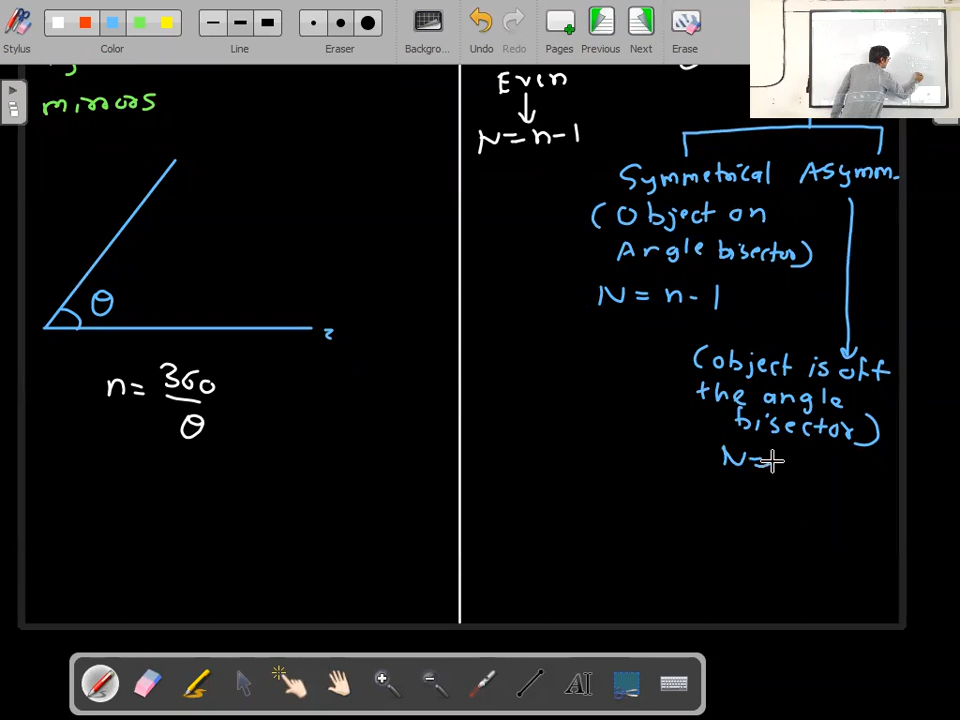 Stylus
Color
Line
Eraser
Backgro...
Undo
Redo
Pages
Previous
Next
Erase
mirrors
θ
n = 360
θ
Even
N = n-1
Symmetrical
Asymm.
(Object on
Angle bisector)
N = n-1
(object is off
the angle
bisector)
N=